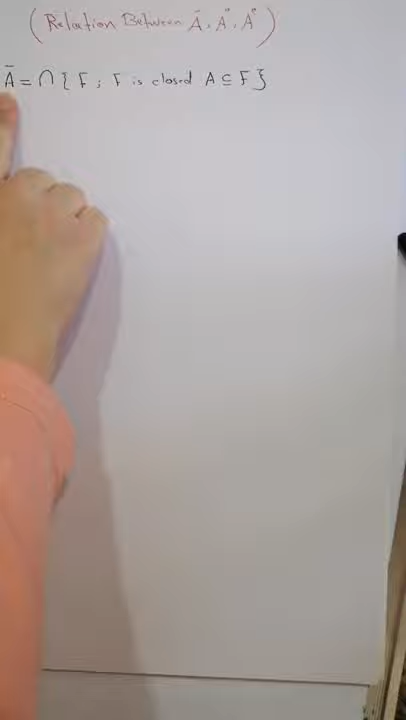 (Relation Between Ā, A°, A°)
Ā = ∩ { F ; F is closed A ⊆ F }